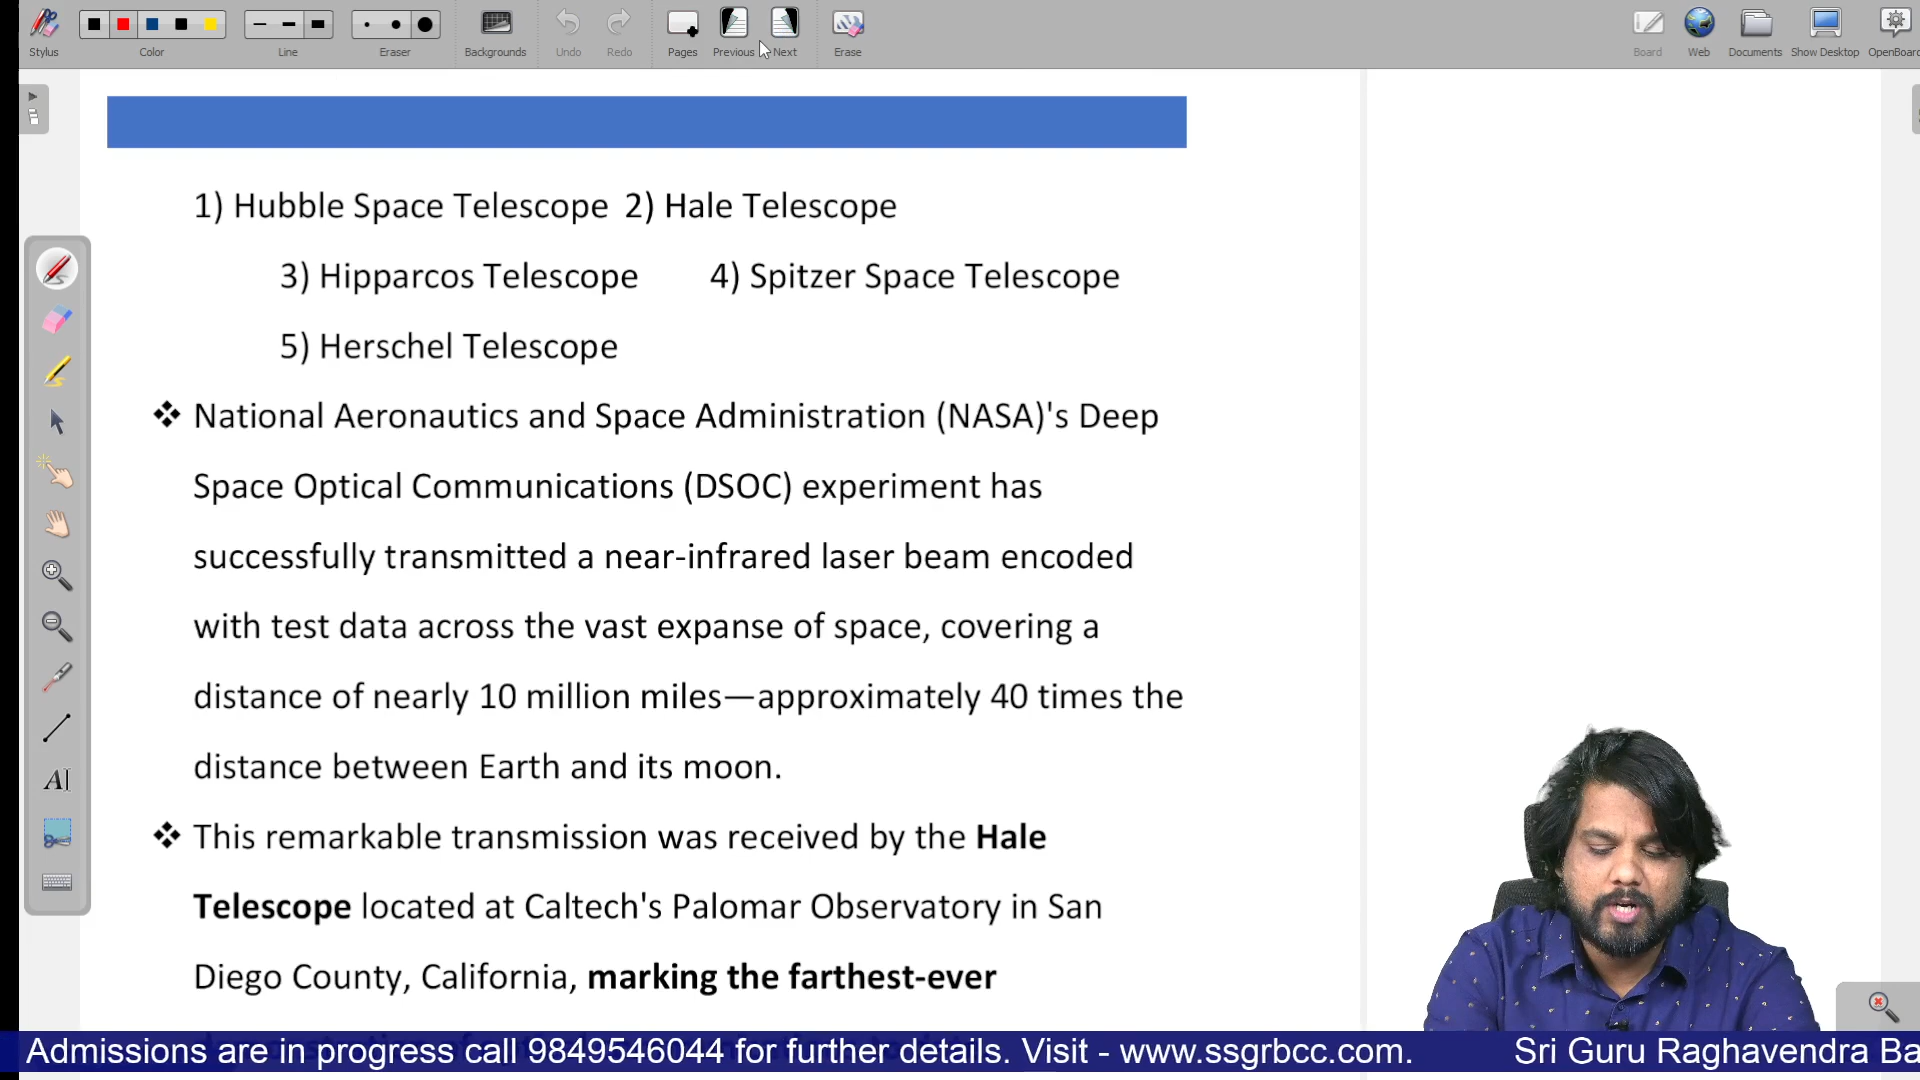 Stylus
Color
Line
Eraser
Backgrounds
Undo
Redo
Pages
Previous
Next
Erase
Board
Web
Documents
Show Desktop
OpenBoard
1) Hubble Space Telescope 2) Hale Telescope
3) Hipparcos Telescope 4) Spitzer Space Telescope
5) Herschel Telescope
❖ National Aeronautics and Space Administration (NASA)'s Deep
Space Optical Communications (DSOC) experiment has
successfully transmitted a near-infrared laser beam encoded
with test data across the vast expanse of space, covering a
distance of nearly 10 million miles—approximately 40 times the
distance between Earth and its moon.
❖ This remarkable transmission was received by the Hale
Telescope located at Caltech's Palomar Observatory in San
Diego County, California, marking the farthest-ever
Admissions are in progress call 9849546044 for further details. Visit - www.ssgrbcc.com. Sri Guru Raghavendra Ba